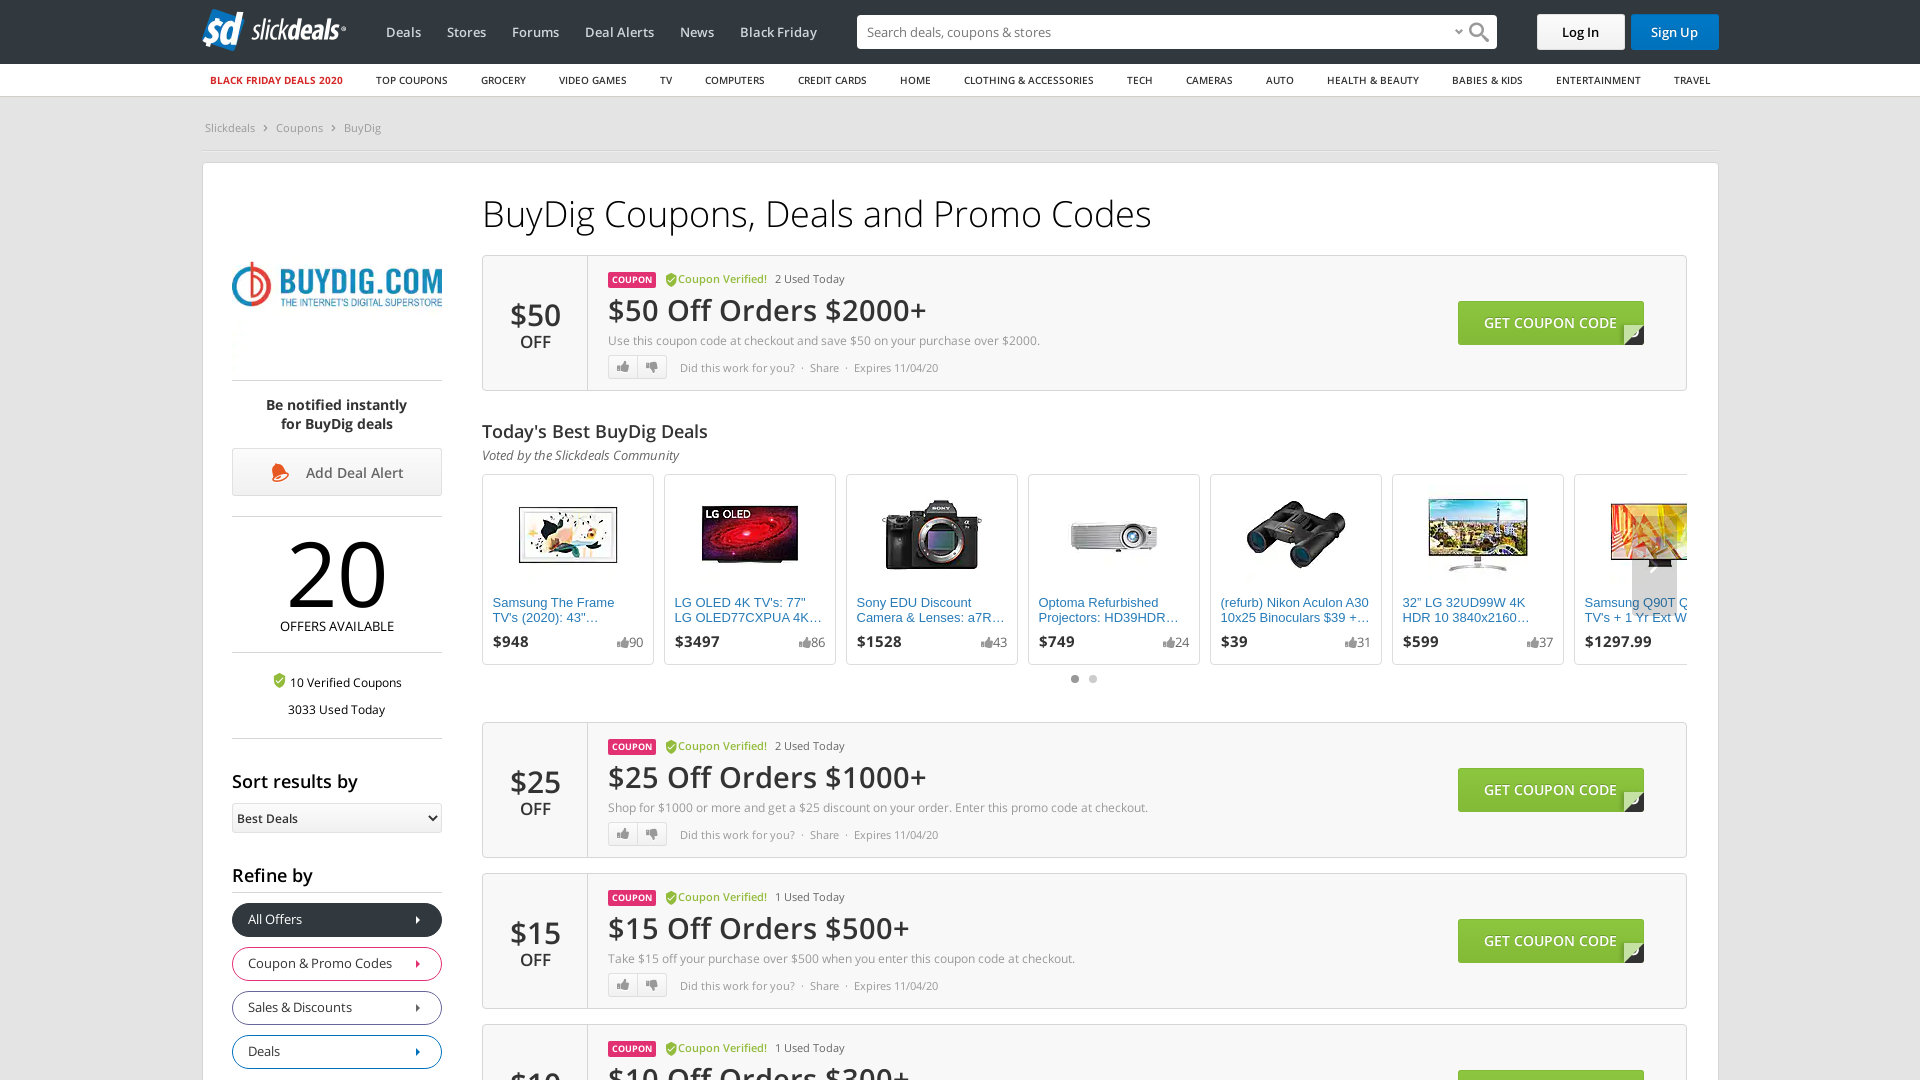 sd slickdeals
Deals
Stores
Forums
Deal Alerts
News
Black Friday
Search deals, coupons & stores
Log In
Sign Up
BLACK FRIDAY DEALS 2020
TOP COUPONS
GROCERY
VIDEO GAMES
TV
COMPUTERS
CREDIT CARDS
HOME
CLOTHING & ACCESSORIES
TECH
CAMERAS
AUTO
HEALTH & BEAUTY
BABIES & KIDS
ENTERTAINMENT
TRAVEL
Slickdeals > Coupons > BuyDig
BUYDIG.COM
THE INTERNET'S DIGITAL SUPERSTORE
Be notified instantly
for BuyDig deals
Add Deal Alert
20
OFFERS AVAILABLE
10 Verified Coupons
3033 Used Today
Sort results by
Best Deals
Refine by
All Offers
Coupon & Promo Codes
Sales & Discounts
Deals
BuyDig Coupons, Deals and Promo Codes
$50
OFF
COUPON Coupon Verified! 2 Used Today
$50 Off Orders $2000+
Use this coupon code at checkout and save $50 on your purchase over $2000.
Did this work for you? · Share · Expires 11/04/20
GET COUPON CODE
Today's Best BuyDig Deals
Voted by the Slickdeals Community
Samsung The Frame
TV's (2020): 43"…
$948 90
LG OLED
LG OLED 4K TV's: 77"
LG OLED77CXPUA 4K…
$3497 86
SONY
Sony EDU Discount
Camera & Lenses: a7R…
$1528 43
Optoma Refurbished
Projectors: HD39HDR…
$749 24
(refurb) Nikon Aculon A30
10x25 Binoculars $39 +…
$39 31
32” LG 32UD99W 4K
HDR 10 3840x2160…
$599 37
Samsung Q90T Q
TV's + 1 Yr Ext W
$1297.99
$25
OFF
COUPON Coupon Verified! 2 Used Today
$25 Off Orders $1000+
Shop for $1000 or more and get a $25 discount on your order. Enter this promo code at checkout.
Did this work for you? · Share · Expires 11/04/20
GET COUPON CODE
$15
OFF
COUPON Coupon Verified! 1 Used Today
$15 Off Orders $500+
Take $15 off your purchase over $500 when you enter this coupon code at checkout.
Did this work for you? · Share · Expires 11/04/20
GET COUPON CODE
$10
COUPON Coupon Verified! 1 Used Today
$10 Off Orders $300+